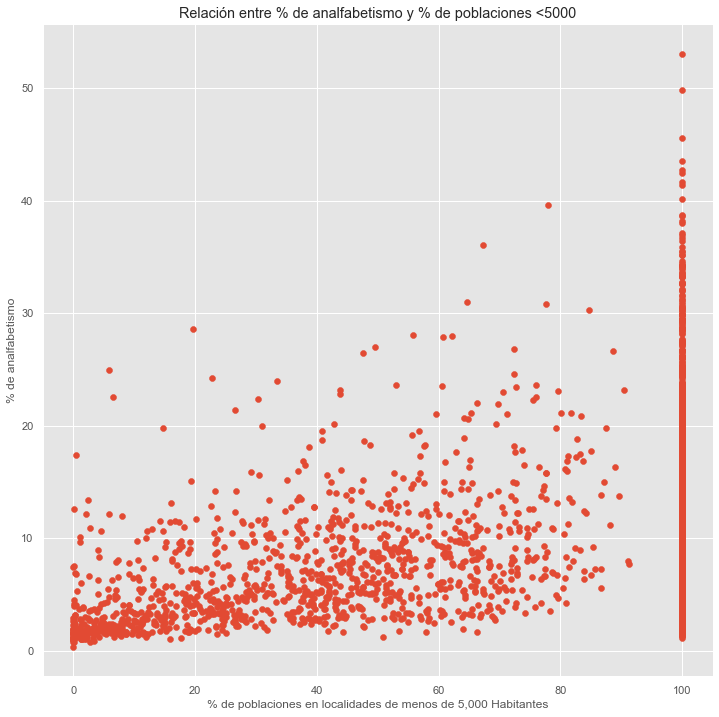 Relación entre % de analfabetismo y % de poblaciones <5000
% de analfabetismo
50
40
30
20
10
0
0 20 40 60 80 100
% de poblaciones en localidades de menos de 5,000 Habitantes